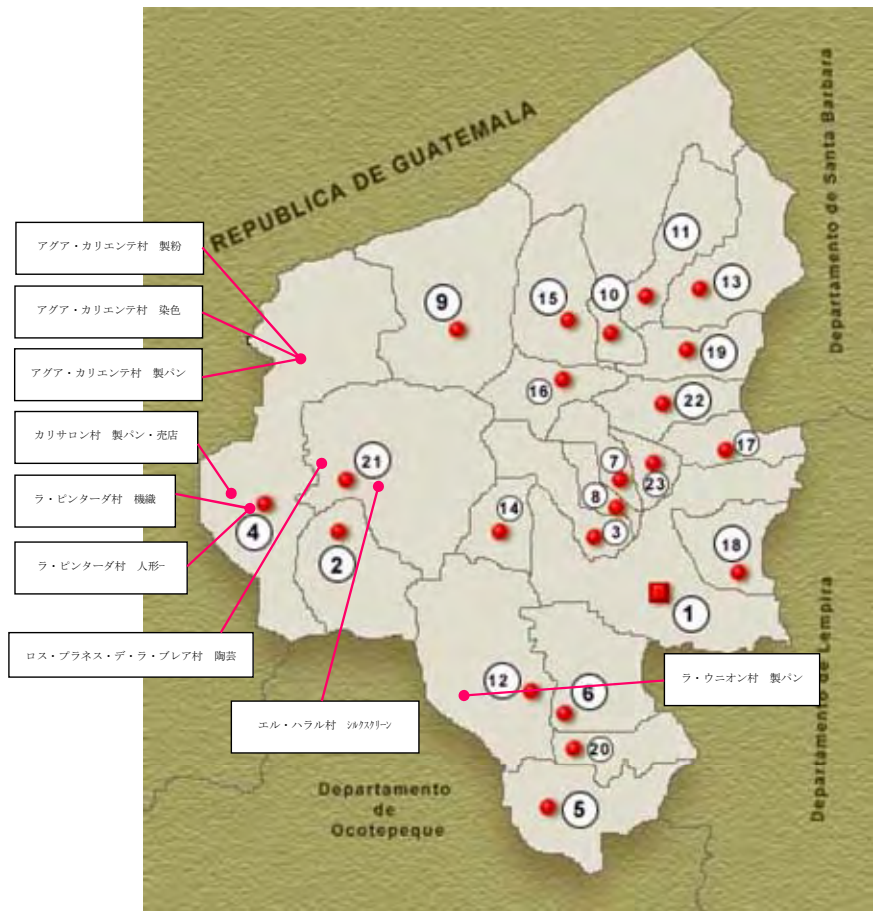 REPUBLICA DE GUATEMALA
Departamento de Santa Barbara
アグア・カリエンテ村 製粉
アグア・カリエンテ村 染色
アグア・カリエンテ村 製パン
カリサロン村 製パン・売店
ラ・ピンターダ村 機織
ラ・ピンターダ村 人形-
ロス・プラネス・デ・ラ・ブレア村 陶芸
エル・ハラル村 シルクスクリーン
ラ・ウニオン村 製パン
11
13
10
15
9
19
16
22
17
7
21
23
8
14
3
4
2
18
1
12
6
20
5
Departamento de Lempira
Departamento
de
Ocotepeque